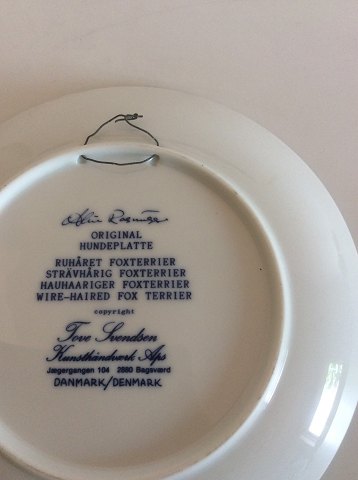 ORIGINAL
HUNDEPLATTE
RUHÅRET FOXTERRIER
STRÄVHÅRIG FOXTERRIER
HAUHAARIGER FOXTERRIER
WIRE-HAIRED FOX TERRIER
copyright
Tove Svendsen
Kunsthåndværk Aps
Jægergangen 104 2880 Bagsværd
DANMARK/DENMARK